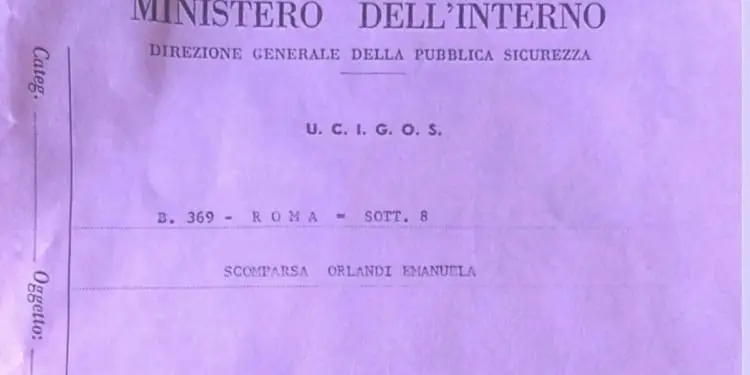 MINISTERO DELL'INTERNO
DIREZIONE GENERALE DELLA PUBBLICA SICUREZZA
U. C. I. G. O. S.
Categ.
B. 369 - R O M A = SOTT. 8
Oggetto:
SCOMPARSA ORLANDI EMANUELA